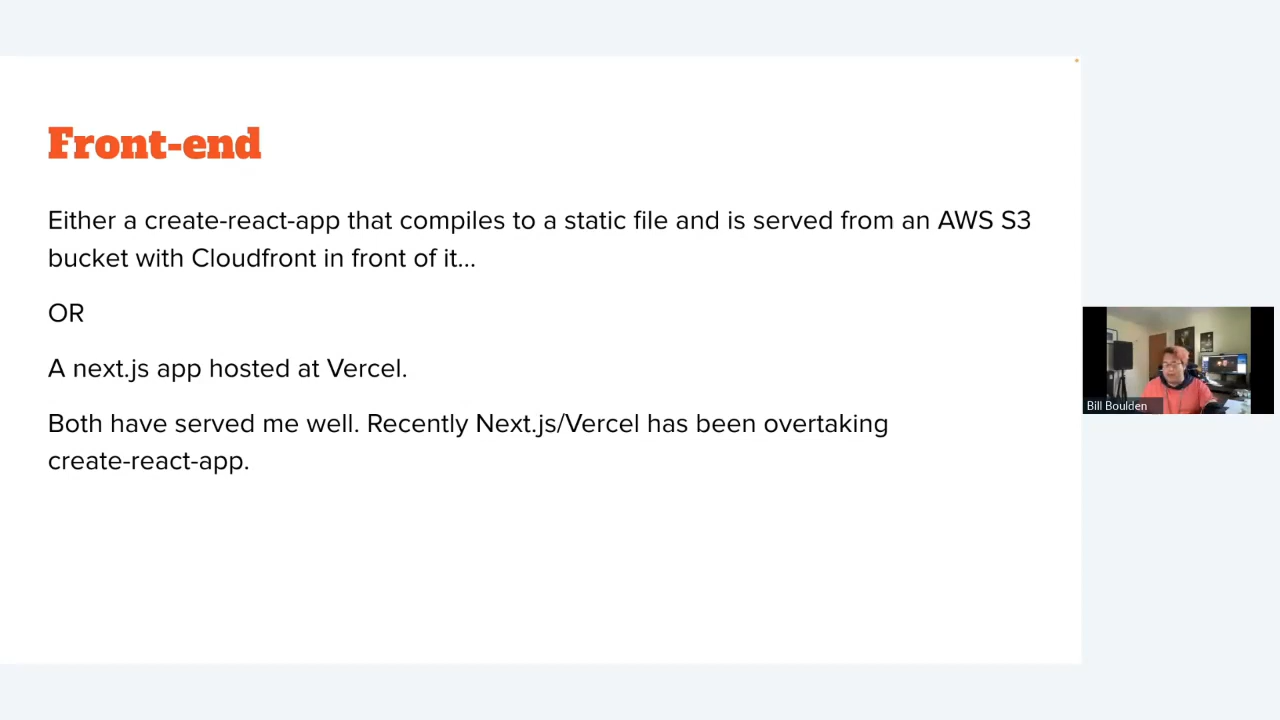 Front-end
Either a create-react-app that compiles to a static file and is served from an AWS S3
bucket with Cloudfront in front of it...
OR
A next.js app hosted at Vercel.
Both have served me well. Recently Next.js/Vercel has been overtaking
create-react-app.
Bill Boulden